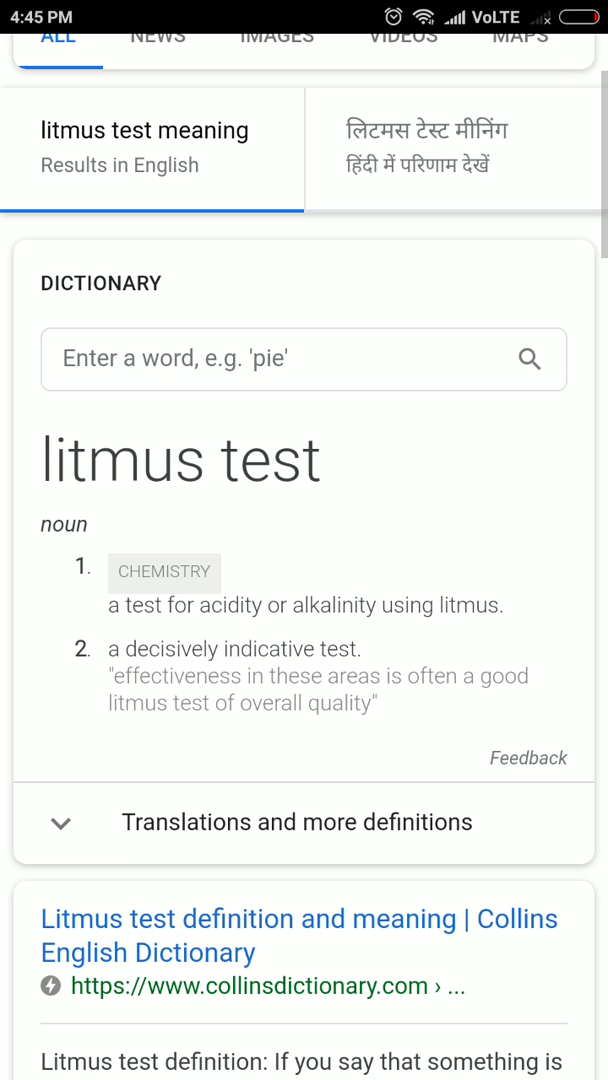 4:45 PM VoLTE
ALL NEWS IMAGES VIDEOS MAPS
litmus test meaning
Results in English
लिटमस टेस्ट मीनिंग
हिंदी में परिणाम देखें
DICTIONARY
Enter a word, e.g. 'pie'
litmus test
noun
1. CHEMISTRY
a test for acidity or alkalinity using litmus.
2. a decisively indicative test.
"effectiveness in these areas is often a good
litmus test of overall quality"
Feedback
Translations and more definitions
Litmus test definition and meaning | Collins
English Dictionary
https://www.collinsdictionary.com › ...
Litmus test definition: If you say that something is